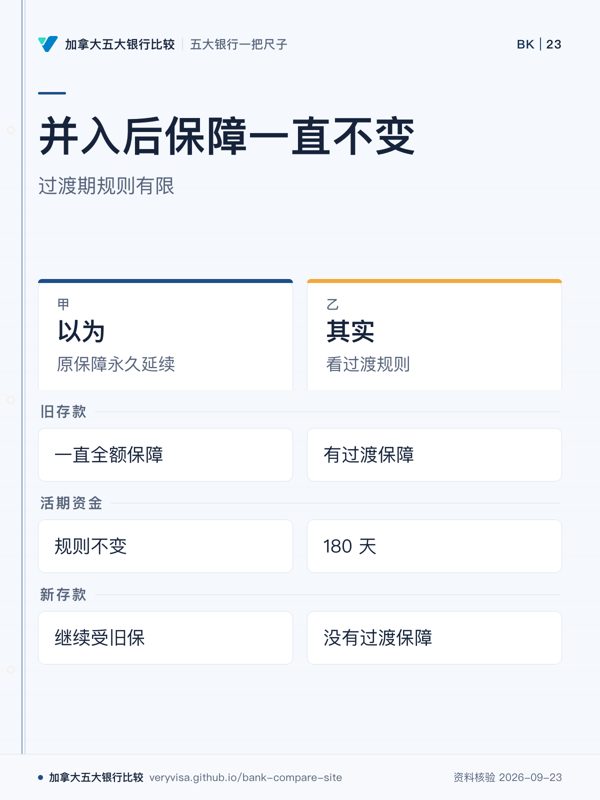 加拿大五大银行比较 | 五大银行一把尺子
BK | 23
并入后保障一直不变
过渡期规则有限
甲
以为
原保障永久延续
乙
其实
看过渡规则
旧存款
一直全额保障
有过渡保障
活期资金
规则不变
180 天
新存款
继续受旧保
没有过渡保障
加拿大五大银行比较 veryvisa.github.io/bank-compare-site
资料核验 2026-09-23